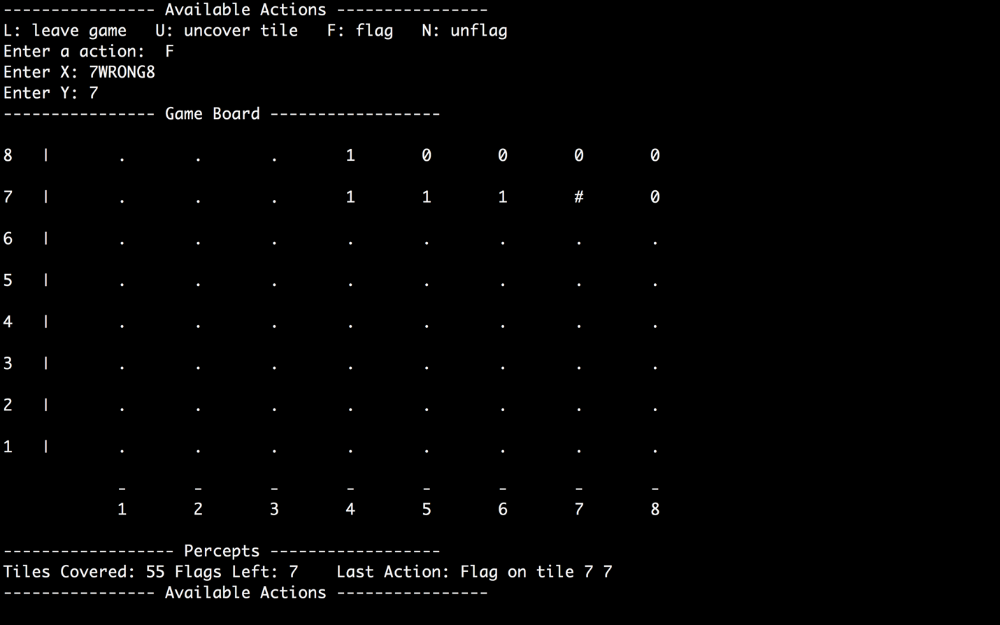 ---------------- Available Actions ----------------
L: leave game   U: uncover tile   F: flag   N: unflag
Enter a action:  F
Enter X: 7WRONG8
Enter Y: 7
---------------- Game Board ------------------
8   |       .       .       .       1       0       0       0       0
7   |       .       .       .       1       1       1       #       0
6   |       .       .       .       .       .       .       .       .
5   |       .       .       .       .       .       .       .       .
4   |       .       .       .       .       .       .       .       .
3   |       .       .       .       .       .       .       .       .
2   |       .       .       .       .       .       .       .       .
1   |       .       .       .       .       .       .       .       .
            -       -       -       -       -       -       -       -
            1       2       3       4       5       6       7       8
------------------ Percepts ------------------
Tiles Covered: 55 Flags Left: 7    Last Action: Flag on tile 7 7
---------------- Available Actions ----------------